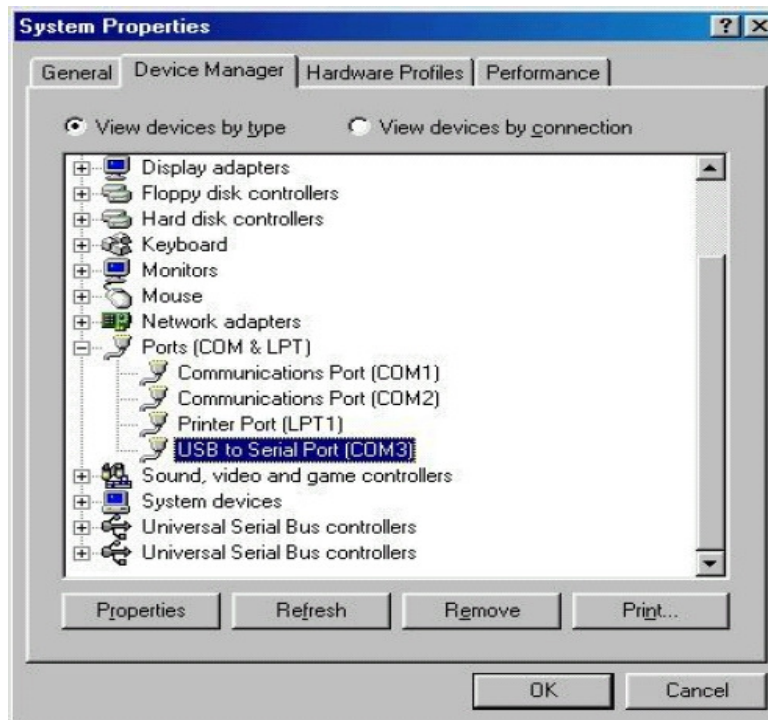 System Properties
General Device Manager Hardware Profiles Performance
View devices by type View devices by connection
Display adapters
Floppy disk controllers
Hard disk controllers
Keyboard
Monitors
Mouse
Network adapters
Ports (COM & LPT)
Communications Port (COM1)
Communications Port (COM2)
Printer Port (LPT1)
USB to Serial Port (COM3)
Sound, video and game controllers
System devices
Universal Serial Bus controllers
Universal Serial Bus controllers
Properties Refresh Remove Print...
OK Cancel